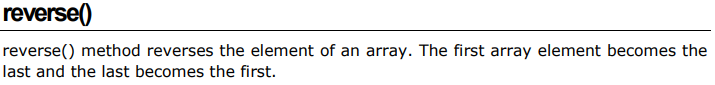 reverse()
reverse() method reverses the element of an array. The first array element becomes the
last and the last becomes the first.